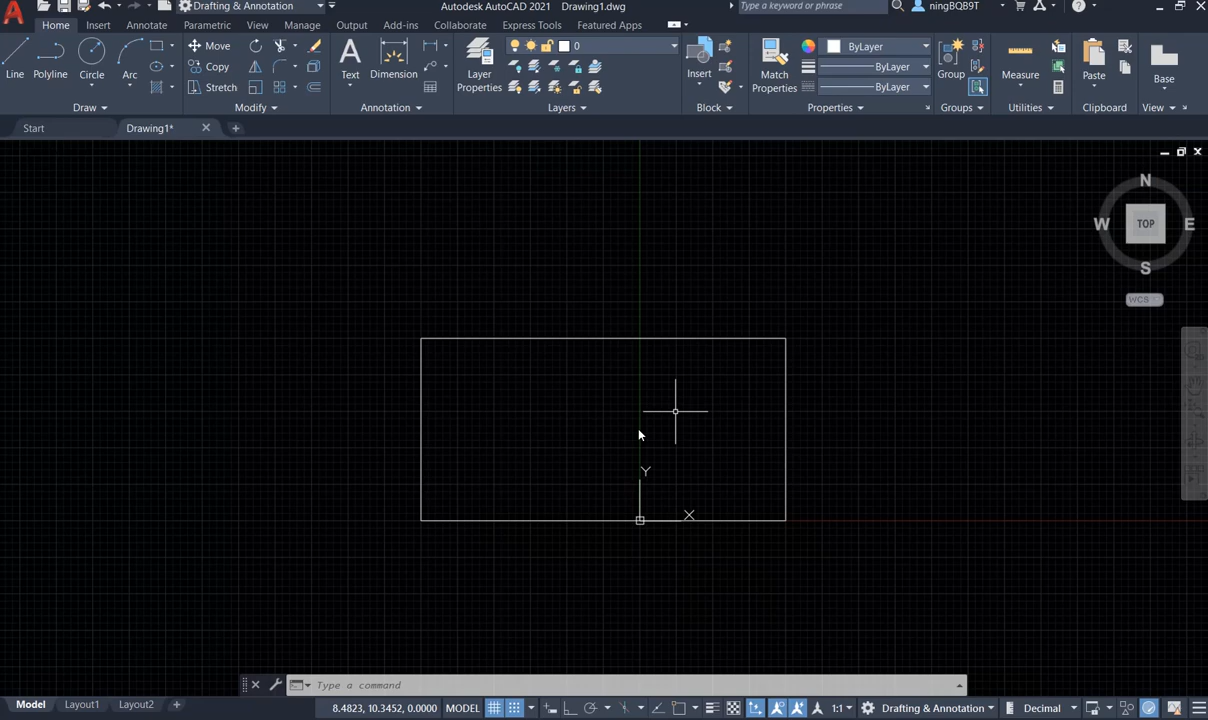 Drafting & Annotation Autodesk AutoCAD 2021 Drawing1.dwg Type a keyword or phrase ningBQB9T
Home Insert Annotate Parametric View Manage Output Add-ins Collaborate Express Tools Featured Apps
Line Polyline Circle Arc
Move
Copy
Stretch
Text Dimension
Layer Properties
0
Insert
Match Properties
ByLayer
ByLayer
ByLayer
Group Measure Paste Base
Draw Modify Annotation Layers Block Properties Groups Utilities Clipboard View
Start Drawing1*
N
W TOP E
S
WCS
Y
X
Type a command
Model Layout1 Layout2 8.4823, 10.3452, 0.0000 MODEL 1:1 Drafting & Annotation Decimal